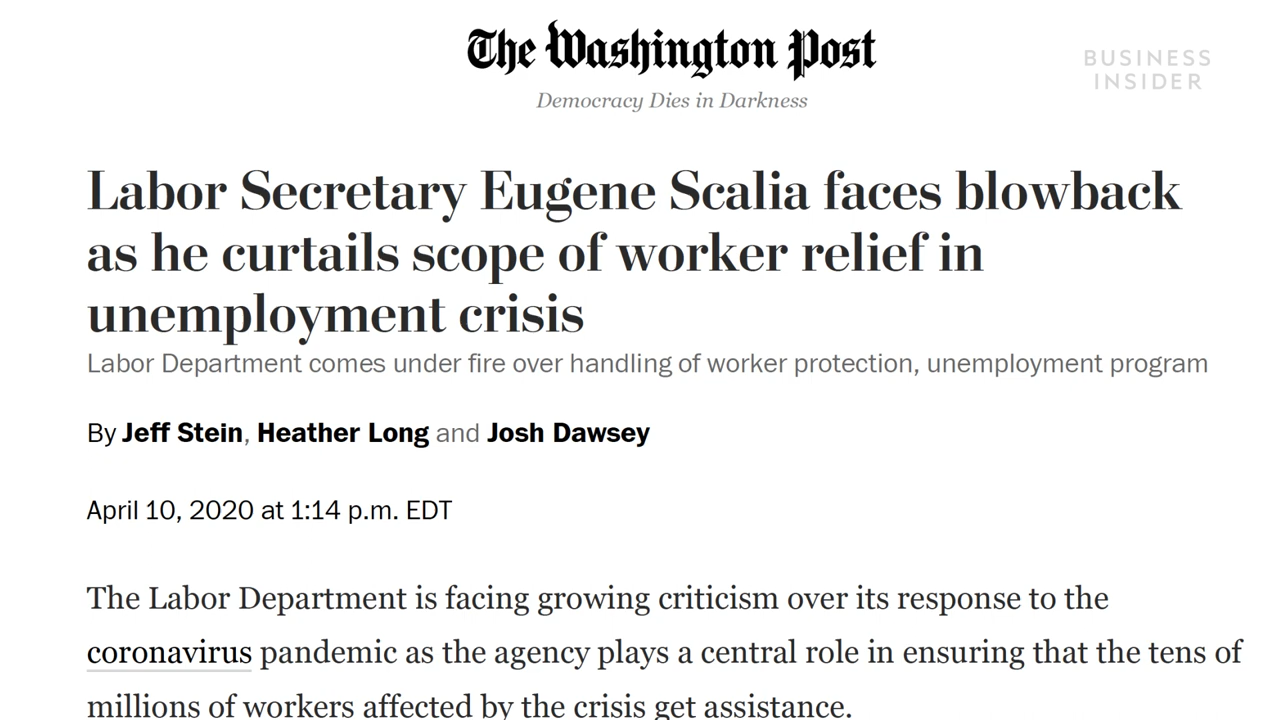 The Washington Post
BUSINESS
INSIDER
Democracy Dies in Darkness
Labor Secretary Eugene Scalia faces blowback
as he curtails scope of worker relief in
unemployment crisis
Labor Department comes under fire over handling of worker protection, unemployment program
By Jeff Stein, Heather Long and Josh Dawsey
April 10, 2020 at 1:14 p.m. EDT
The Labor Department is facing growing criticism over its response to the
coronavirus pandemic as the agency plays a central role in ensuring that the tens of
millions of workers affected by the crisis get assistance.